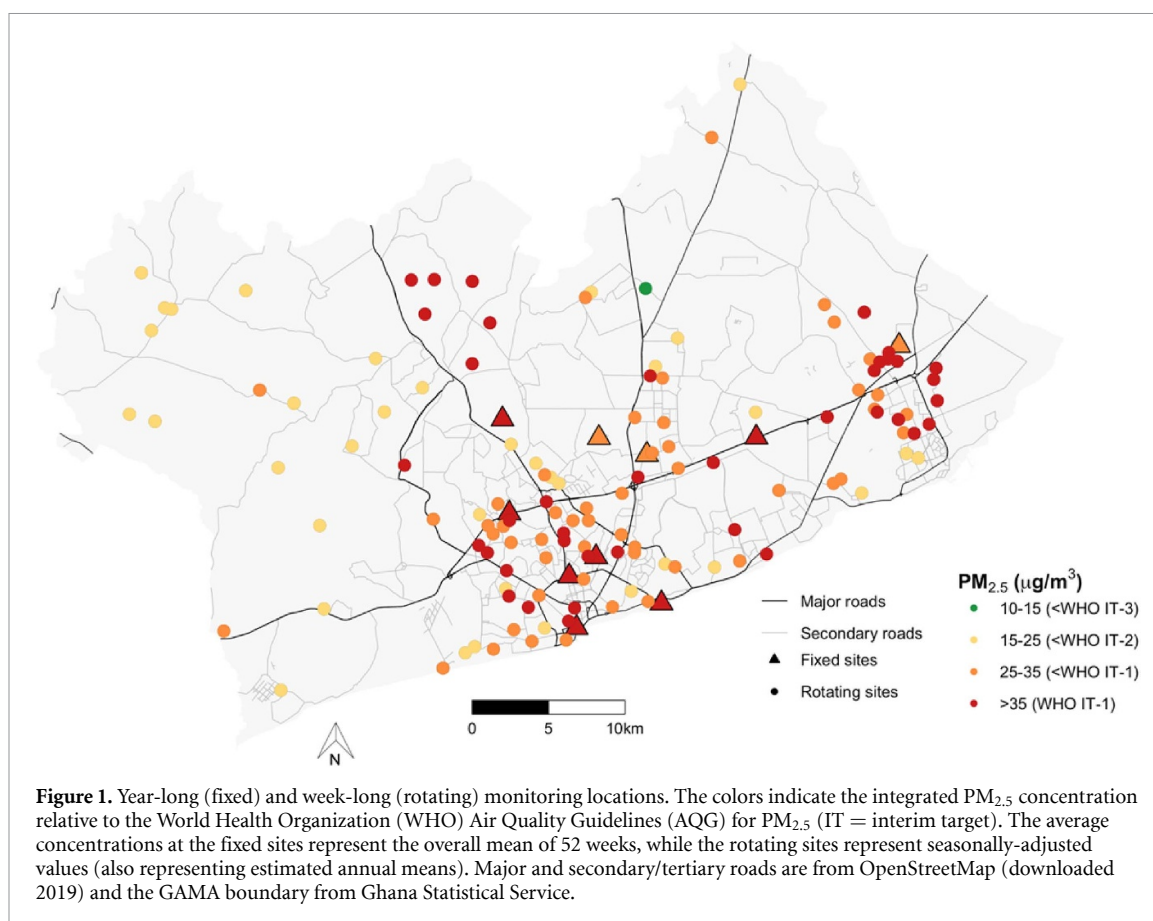 N
0
5
10km
Major roads
Secondary roads
Fixed sites
Rotating sites
PM2.5 (μg/m3)
10-15 (<WHO IT-3)
15-25 (<WHO IT-2)
25-35 (<WHO IT-1)
>35 (WHO IT-1)
Figure 1. Year-long (fixed) and week-long (rotating) monitoring locations. The colors indicate the integrated PM2.5 concentration
relative to the World Health Organization (WHO) Air Quality Guidelines (AQG) for PM2.5 (IT = interim target). The average
concentrations at the fixed sites represent the overall mean of 52 weeks, while the rotating sites represent seasonally-adjusted
values (also representing estimated annual means). Major and secondary/tertiary roads are from OpenStreetMap (downloaded
2019) and the GAMA boundary from Ghana Statistical Service.